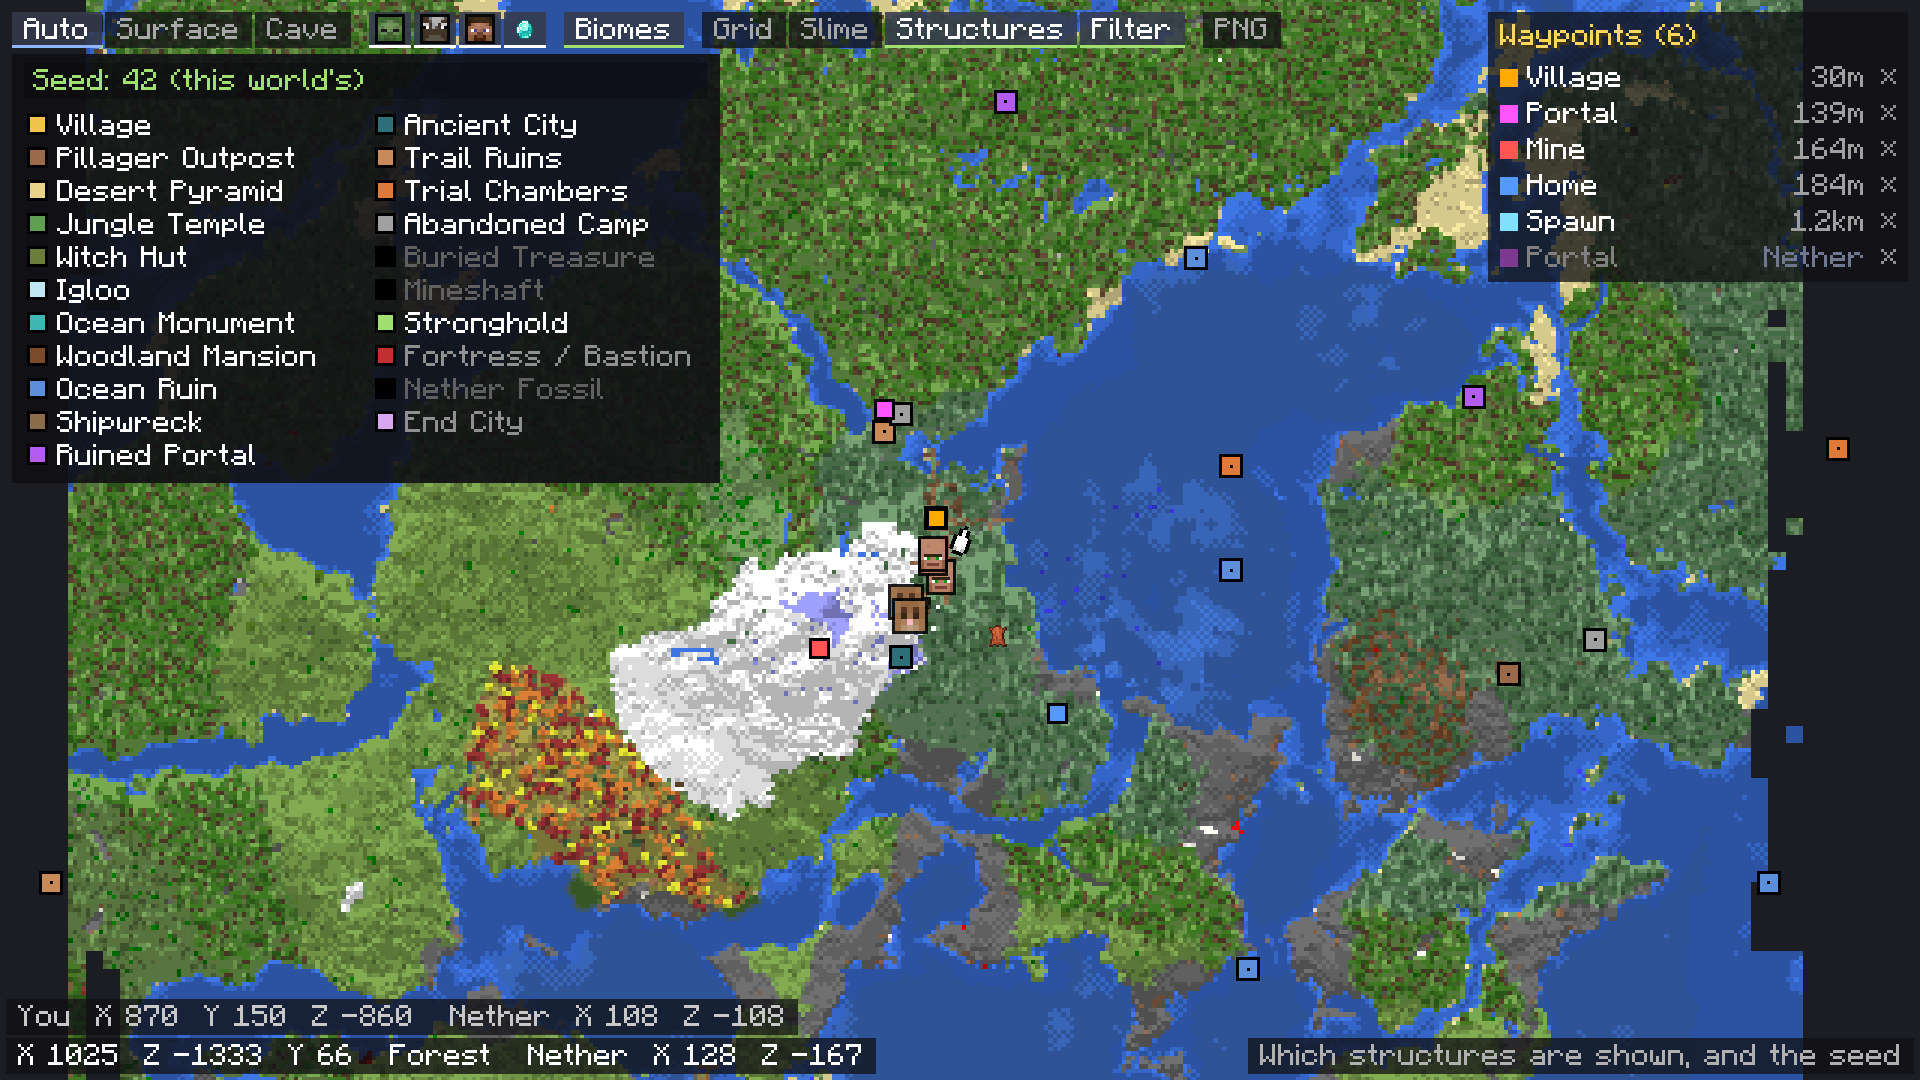 Auto Surface Cave Biomes Grid Slime Structures Filter PNG
Seed: 42 (this world's)
Village
Pillager Outpost
Desert Pyramid
Jungle Temple
Witch Hut
Igloo
Ocean Monument
Woodland Mansion
Ocean Ruin
Shipwreck
Ruined Portal
Ancient City
Trail Ruins
Trial Chambers
Abandoned Camp
Buried Treasure
Mineshaft
Stronghold
Fortress / Bastion
Nether Fossil
End City
Waypoints (6)
Village 30m ×
Portal 139m ×
Mine 164m ×
Home 184m ×
Spawn 1.2km ×
Portal Nether ×
You X 870 Y 150 Z -860 Nether X 108 Z -108
X 1025 Z -1333 Y 66 Forest Nether X 128 Z -167
Which structures are shown, and the seed